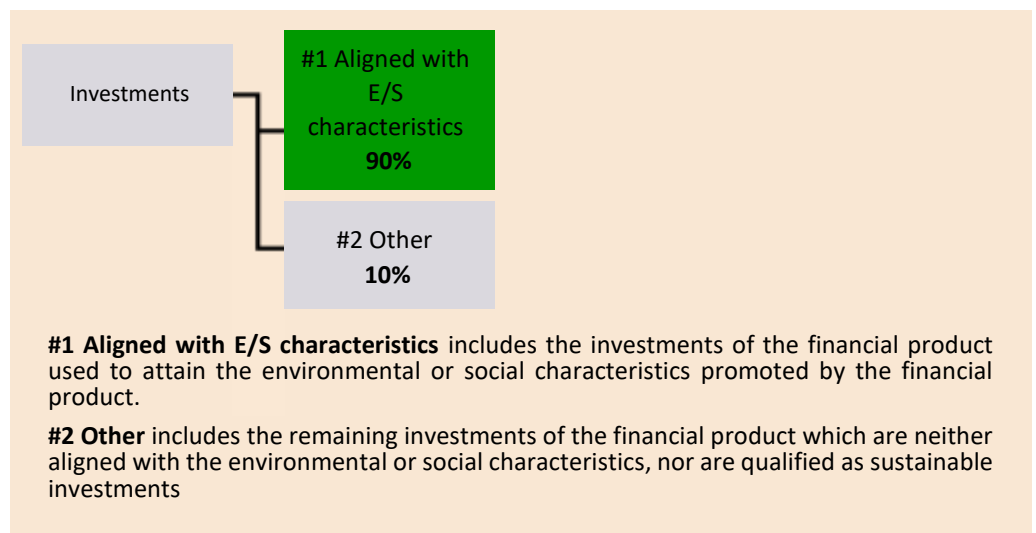 Investments
#1 Aligned with
E/S
characteristics
90%
#2 Other
10%
#1 Aligned with E/S characteristics includes the investments of the financial product
used to attain the environmental or social characteristics promoted by the financial
product.
#2 Other includes the remaining investments of the financial product which are neither
aligned with the environmental or social characteristics, nor are qualified as sustainable
investments